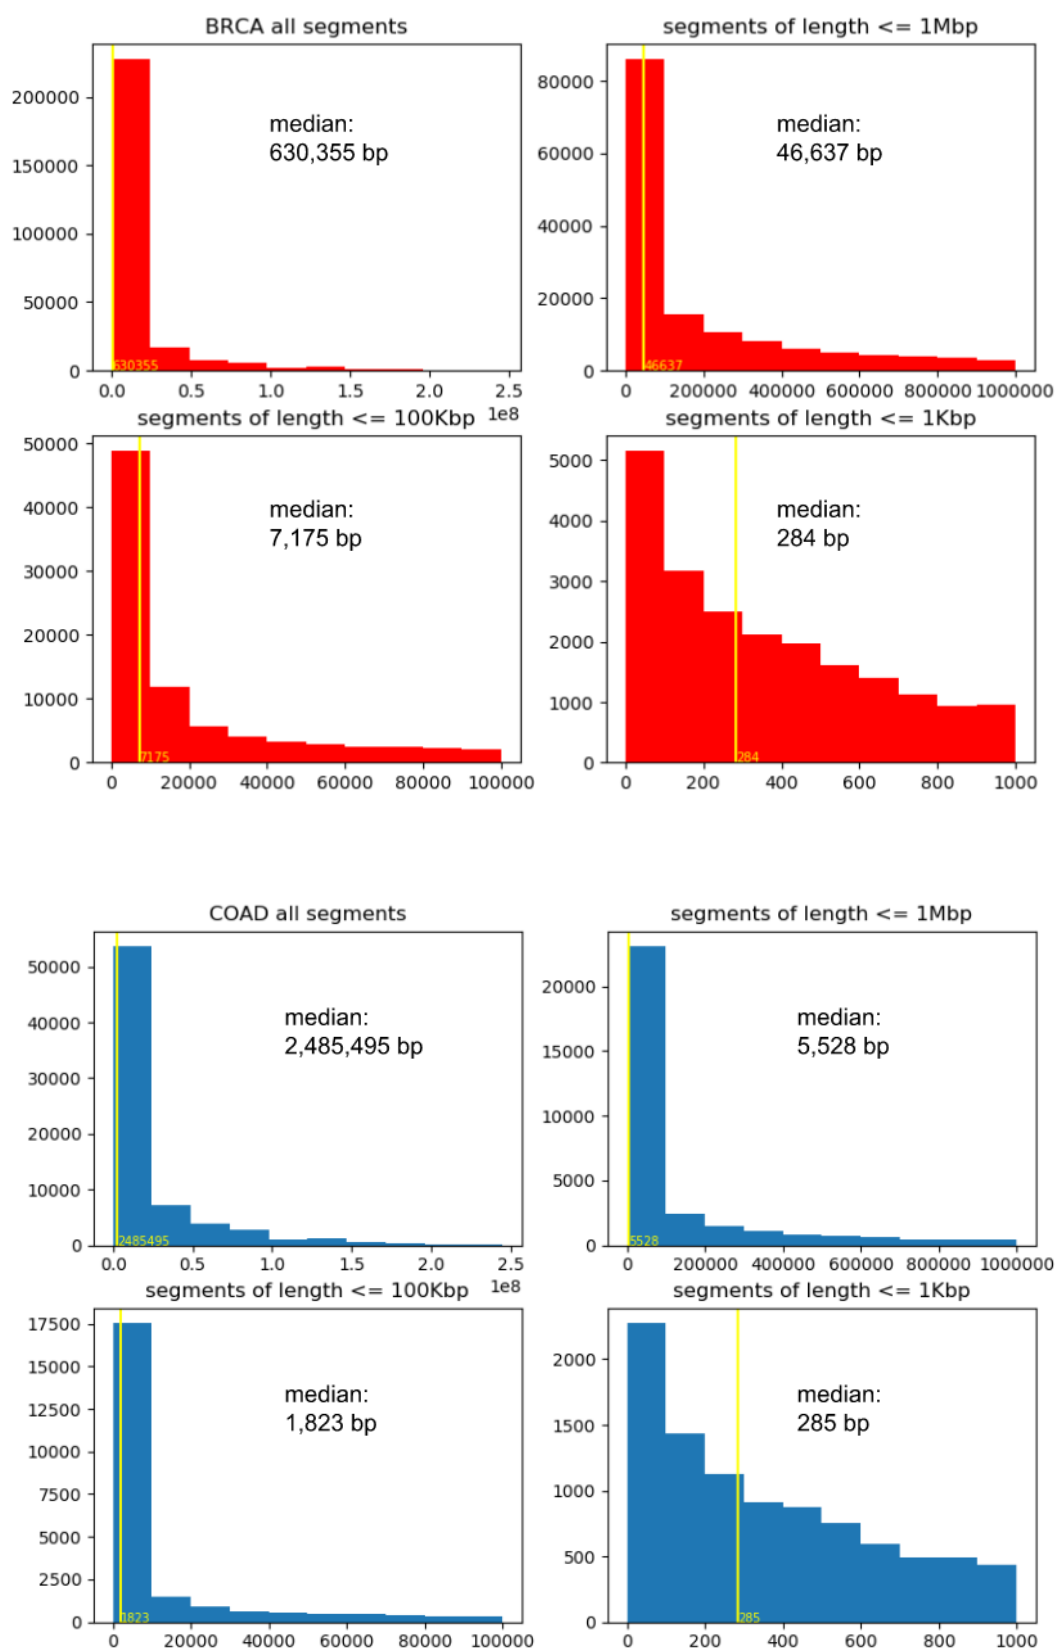 BRCA all segments
200000
150000
100000
50000
0
median:
630,355 bp
630355
0.0 0.5 1.0 1.5 2.0 2.5
1e8
segments of length <= 1Mbp
80000
60000
40000
20000
0
median:
46,637 bp
46637
0 200000 400000 600000 800000 1000000
segments of length <= 100Kbp
50000
40000
30000
20000
10000
0
median:
7,175 bp
7175
0 20000 40000 60000 80000 100000
segments of length <= 1Kbp
5000
4000
3000
2000
1000
0
median:
284 bp
284
0 200 400 600 800 1000
COAD all segments
50000
40000
30000
20000
10000
0
median:
2,485,495 bp
2485495
0.0 0.5 1.0 1.5 2.0 2.5
1e8
segments of length <= 1Mbp
20000
15000
10000
5000
0
median:
5,528 bp
5528
0 200000 400000 600000 800000 1000000
segments of length <= 100Kbp
17500
15000
12500
10000
7500
5000
2500
0
median:
1,823 bp
1823
0 20000 40000 60000 80000 100000
segments of length <= 1Kbp
2000
1500
1000
500
0
median:
285 bp
285
0 200 400 600 800 1000